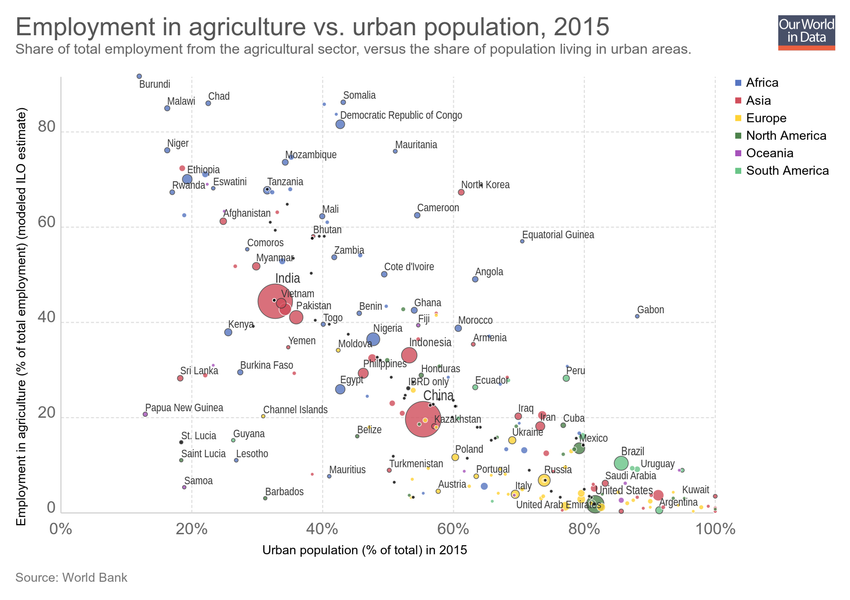 Employment in agriculture vs. urban population, 2015
Share of total employment from the agricultural sector, versus the share of population living in urban areas.
Our World
in Data
Employment in agriculture (% of total employment) (modeled ILO estimate)
80
60
40
20
0
0%
20%
40%
60%
80%
100%
Urban population (% of total) in 2015
Africa
Asia
Europe
North America
Oceania
South America
Burundi
Malawi
Chad
Somalia
Democratic Republic of Congo
Niger
Mauritania
Mozambique
Ethiopia
Rwanda
Eswatini
Tanzania
North Korea
Afghanistan
Mali
Cameroon
Bhutan
Equatorial Guinea
Comoros
Zambia
Myanmar
Cote d'Ivoire
Angola
India
Vietnam
Pakistan
Benin
Ghana
Gabon
Kenya
Togo
Fiji
Nigeria
Morocco
Yemen
Moldova
Indonesia
Armenia
Sri Lanka
Burkina Faso
Philippines
Honduras
Peru
Egypt
IBRD only
Ecuador
China
Papua New Guinea
Channel Islands
Kazakhstan
Iraq
Iran
Cuba
St. Lucia
Guyana
Belize
Ukraine
Mexico
Saint Lucia
Lesotho
Poland
Brazil
Turkmenistan
Uruguay
Samoa
Mauritius
Portugal
Russia
Saudi Arabia
Barbados
Austria
Italy
United States
Kuwait
United Arab Emirates
Argentina
Source: World Bank